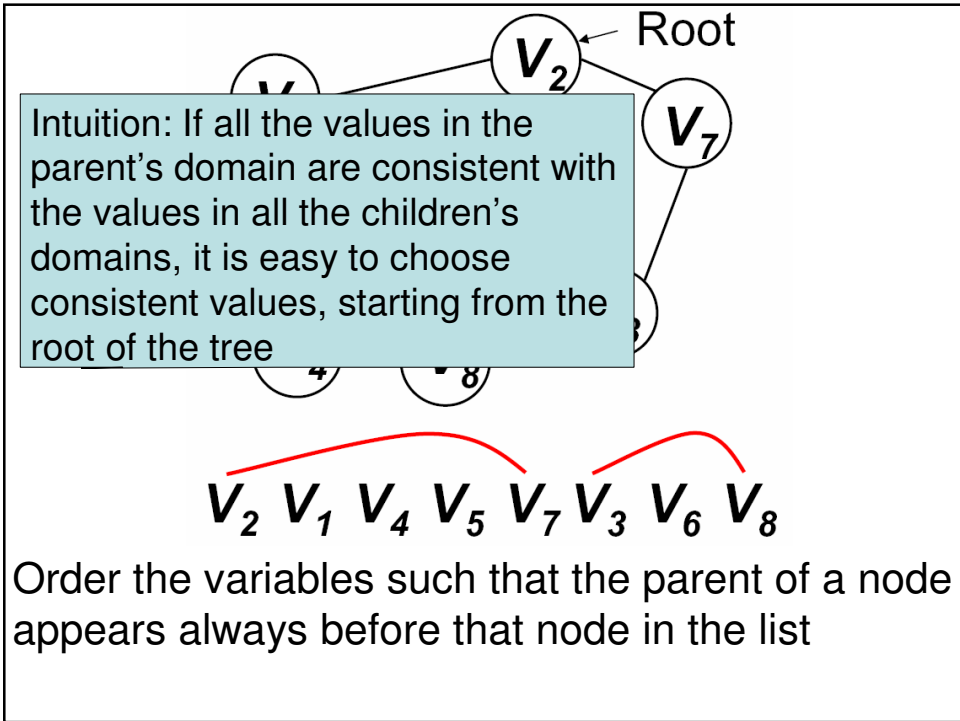 Root
V2
V7
Intuition: If all the values in the
parent's domain are consistent with
the values in all the children's
domains, it is easy to choose
consistent values, starting from the
root of the tree
4
8
V2 V1 V4 V5 V7 V3 V6 V8
Order the variables such that the parent of a node
appears always before that node in the list